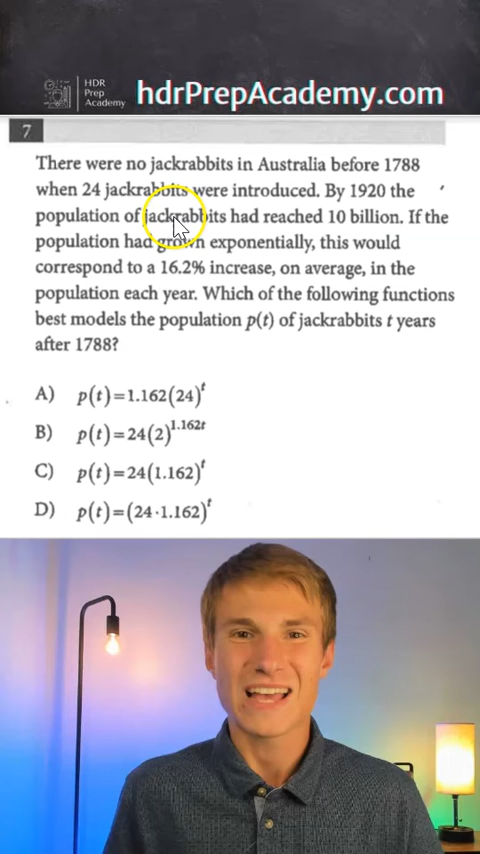 HDR
Prep
Academy
hdrPrepAcademy.com
7
There were no jackrabbits in Australia before 1788
when 24 jackrabbits were introduced. By 1920 the
population of jackrabbits had reached 10 billion. If the
population had grown exponentially, this would
correspond to a 16.2% increase, on average, in the
population each year. Which of the following functions
best models the population p(t) of jackrabbits t years
after 1788?
A) p(t)=1.162(24)^t
B) p(t)=24(2)^1.162t
C) p(t)=24(1.162)^t
D) p(t)=(24·1.162)^t